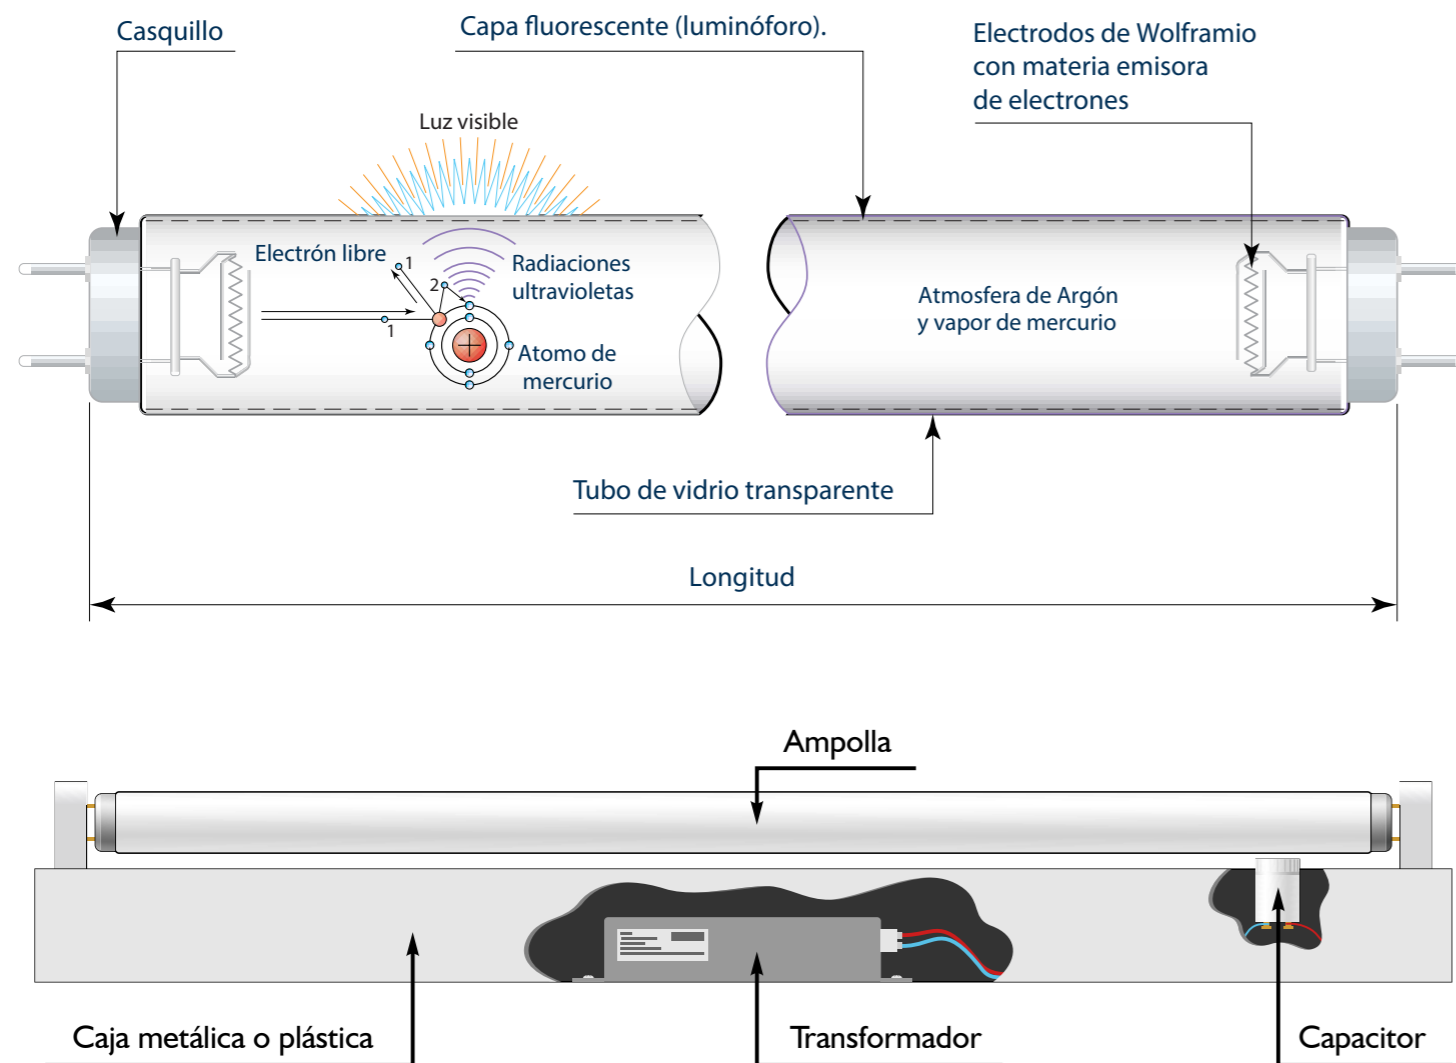 Casquillo
Capa fluorescente (luminóforo).
Electrodos de Wolframio
con materia emisora
de electrones
Luz visible
Electrón libre
1
2
Radiaciones
ultravioletas
1
Atomo de
mercurio
Atmosfera de Argón
y vapor de mercurio
Tubo de vidrio transparente
Longitud
Ampolla
Caja metálica o plástica
Transformador
Capacitor